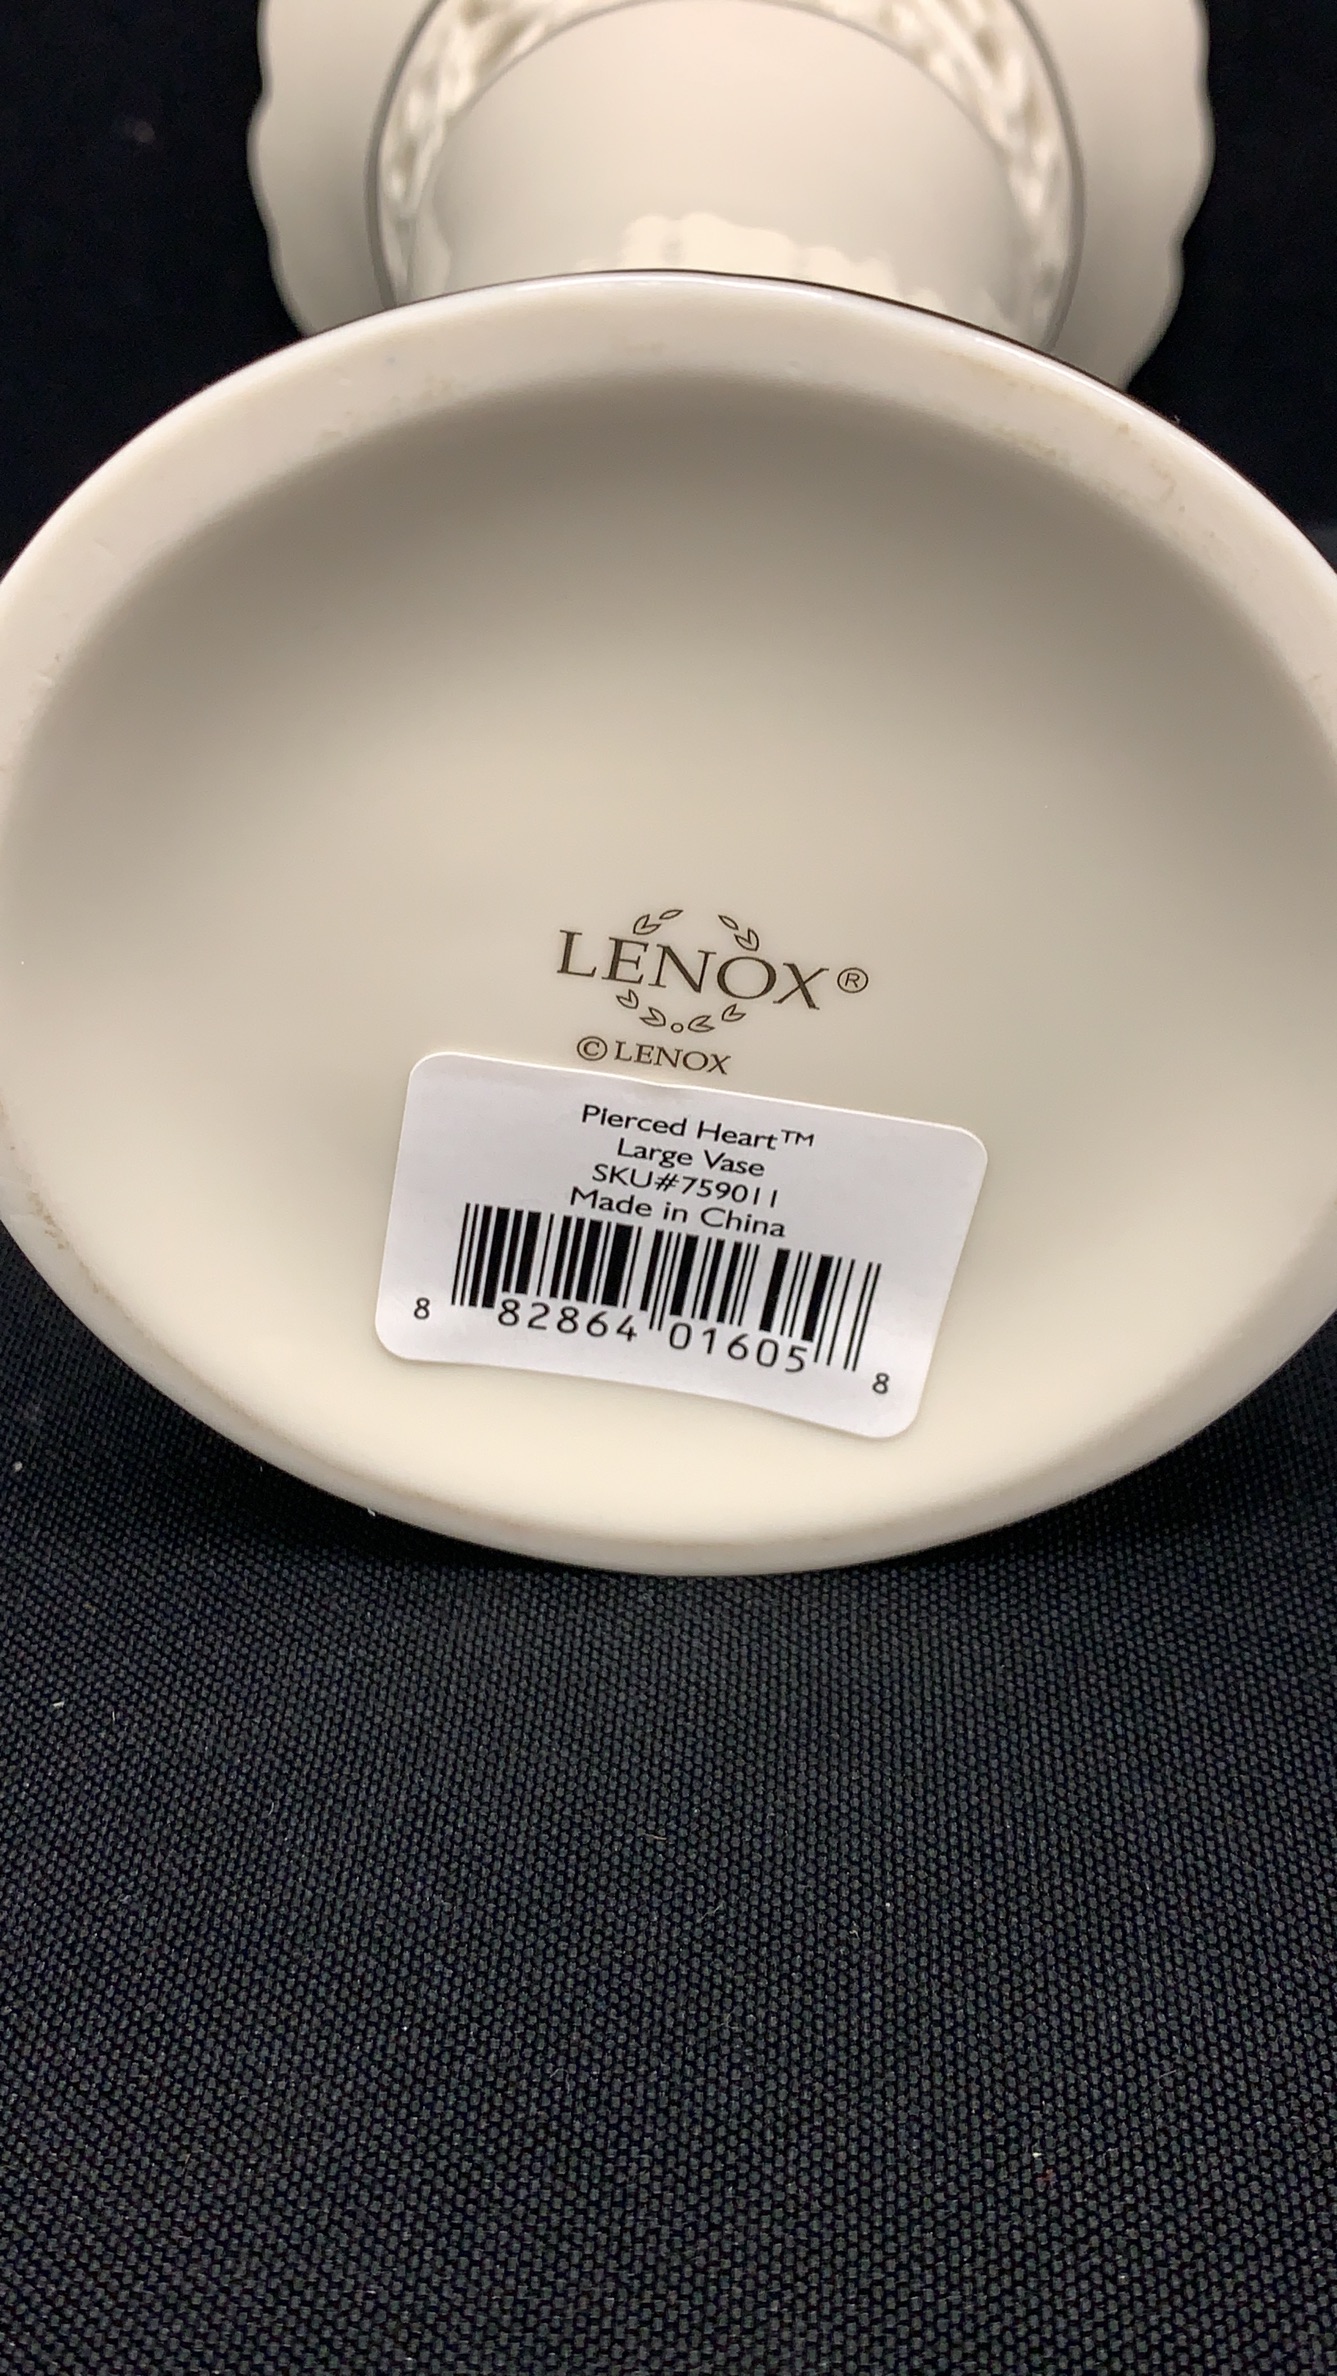 LENOX®
© LENOX
Pierced Heart™
Large Vase
SKU#759011
Made in China
8 82864 01605 8